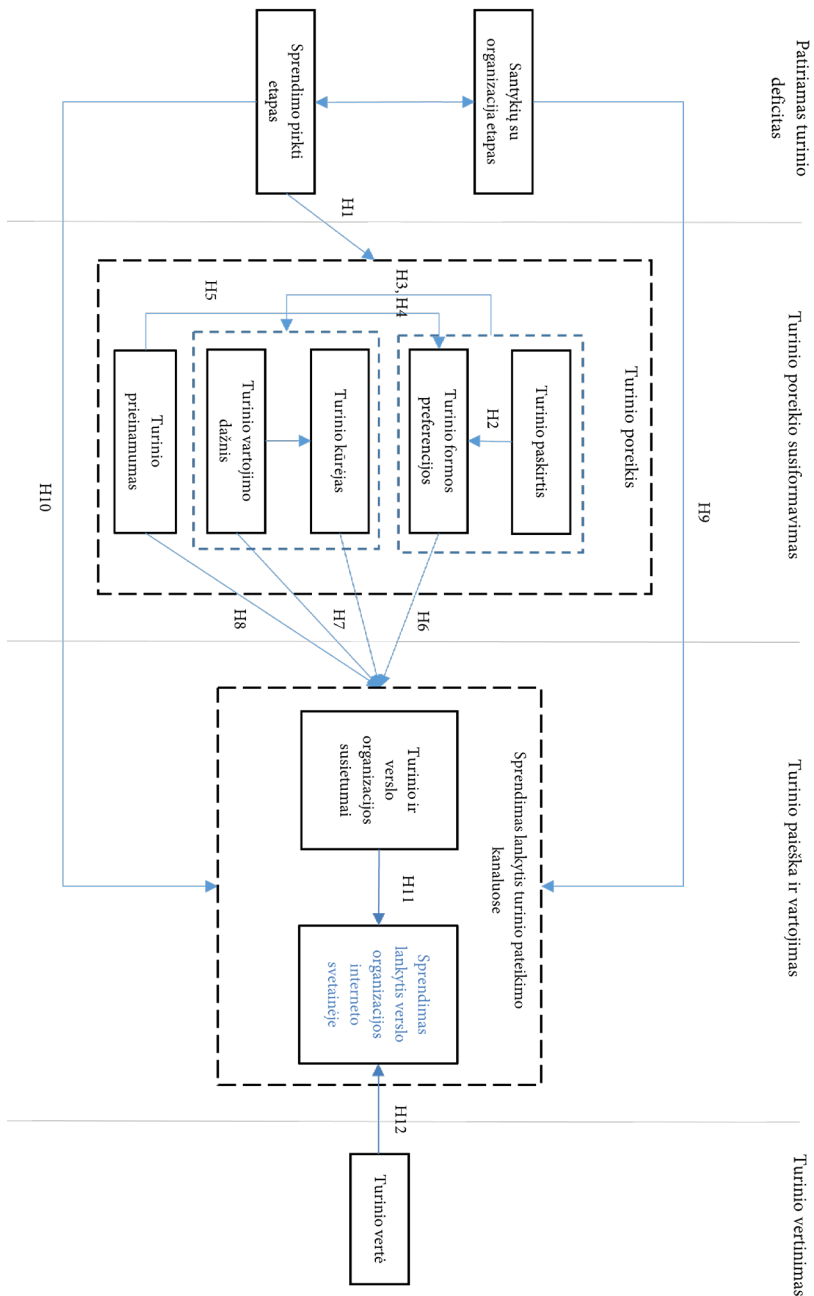 Patiriamas turinio
deficitas
Turinio poreikio susiformavimas
Turinio paieška ir vartojimas
Turinio vertinimas
Santykių su
organizacija etapas
Sprendimo pirkti
etapas
H1
H9
H10
Turinio poreikis
Turinio paskirtis
H2
Turinio formos
preferencijos
H3, H4
Turinio kūrėjas
Turinio vartojimo
dažnis
H5
Turinio
prieinamumas
H6
H7
H8
Sprendimas lankytis turinio pateikimo
kanaluose
Turinio ir
verslo
organizacijos
susietumai
H11
Sprendimas
lankytis verslo
organizacijos
interneto
svetainėje
H12
Turinio vertė